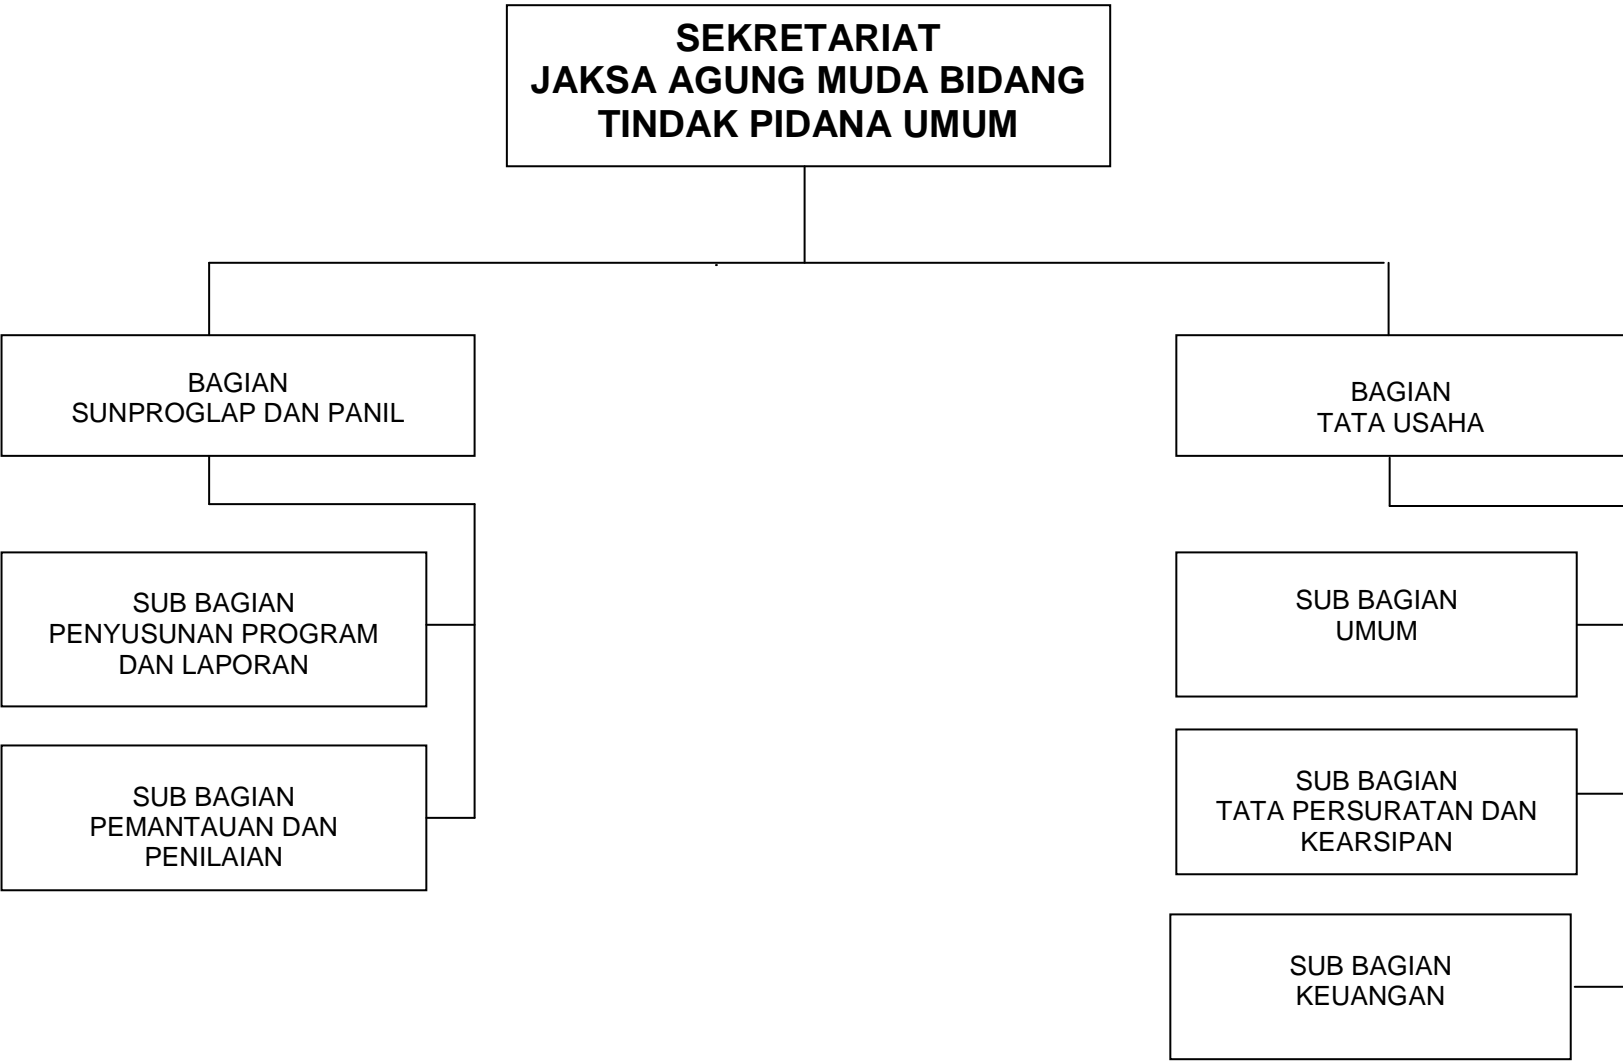 SEKRETARIAT
JAKSA AGUNG MUDA BIDANG
TINDAK PIDANA UMUM
BAGIAN
SUNPROGLAP DAN PANIL
BAGIAN
TATA USAHA
SUB BAGIAN
PENYUSUNAN PROGRAM
DAN LAPORAN
SUB BAGIAN
UMUM
SUB BAGIAN
PEMANTAUAN DAN
PENILAIAN
SUB BAGIAN
TATA PERSURATAN DAN
KEARSIPAN
SUB BAGIAN
KEUANGAN